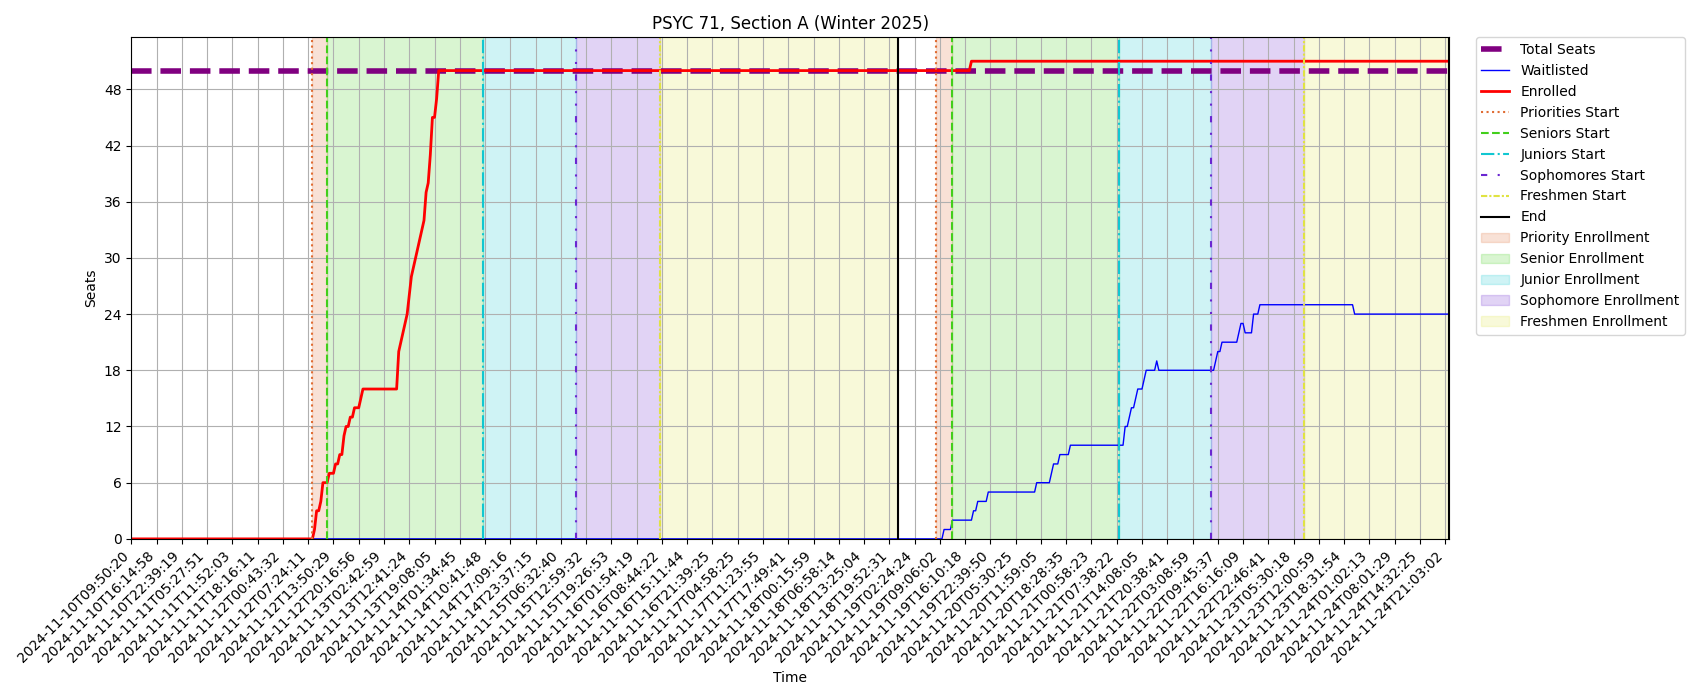 PSYC 71, Section A (Winter 2025)
Seats
48
42
36
30
24
18
12
6
0
2024-11-10T09:50:20
2024-11-10T16:14:58
2024-11-10T22:39:19
2024-11-11T05:27:51
2024-11-11T11:52:03
2024-11-11T18:16:11
2024-11-12T00:43:32
2024-11-12T07:24:11
2024-11-12T13:50:29
2024-11-12T20:16:56
2024-11-13T02:42:59
2024-11-13T12:41:24
2024-11-13T19:08:05
2024-11-14T01:34:45
2024-11-14T10:41:48
2024-11-14T17:09:16
2024-11-14T23:37:15
2024-11-15T06:32:40
2024-11-15T12:59:32
2024-11-15T19:26:53
2024-11-16T01:54:19
2024-11-16T08:44:22
2024-11-16T15:11:44
2024-11-16T21:39:25
2024-11-17T04:58:25
2024-11-17T11:23:55
2024-11-17T17:49:41
2024-11-18T00:15:59
2024-11-18T06:58:14
2024-11-18T13:25:04
2024-11-18T19:52:31
2024-11-19T02:24:24
2024-11-19T09:06:02
2024-11-19T16:10:18
2024-11-19T22:39:50
2024-11-20T05:30:25
2024-11-20T11:59:05
2024-11-20T18:28:35
2024-11-21T00:58:23
2024-11-21T07:38:22
2024-11-21T14:08:05
2024-11-21T20:38:41
2024-11-22T03:08:59
2024-11-22T09:45:37
2024-11-22T16:16:09
2024-11-22T22:46:41
2024-11-23T05:30:18
2024-11-23T12:00:59
2024-11-23T18:31:54
2024-11-24T01:02:13
2024-11-24T08:01:29
2024-11-24T14:32:25
2024-11-24T21:03:02
Time
Total Seats
Waitlisted
Enrolled
Priorities Start
Seniors Start
Juniors Start
Sophomores Start
Freshmen Start
End
Priority Enrollment
Senior Enrollment
Junior Enrollment
Sophomore Enrollment
Freshmen Enrollment